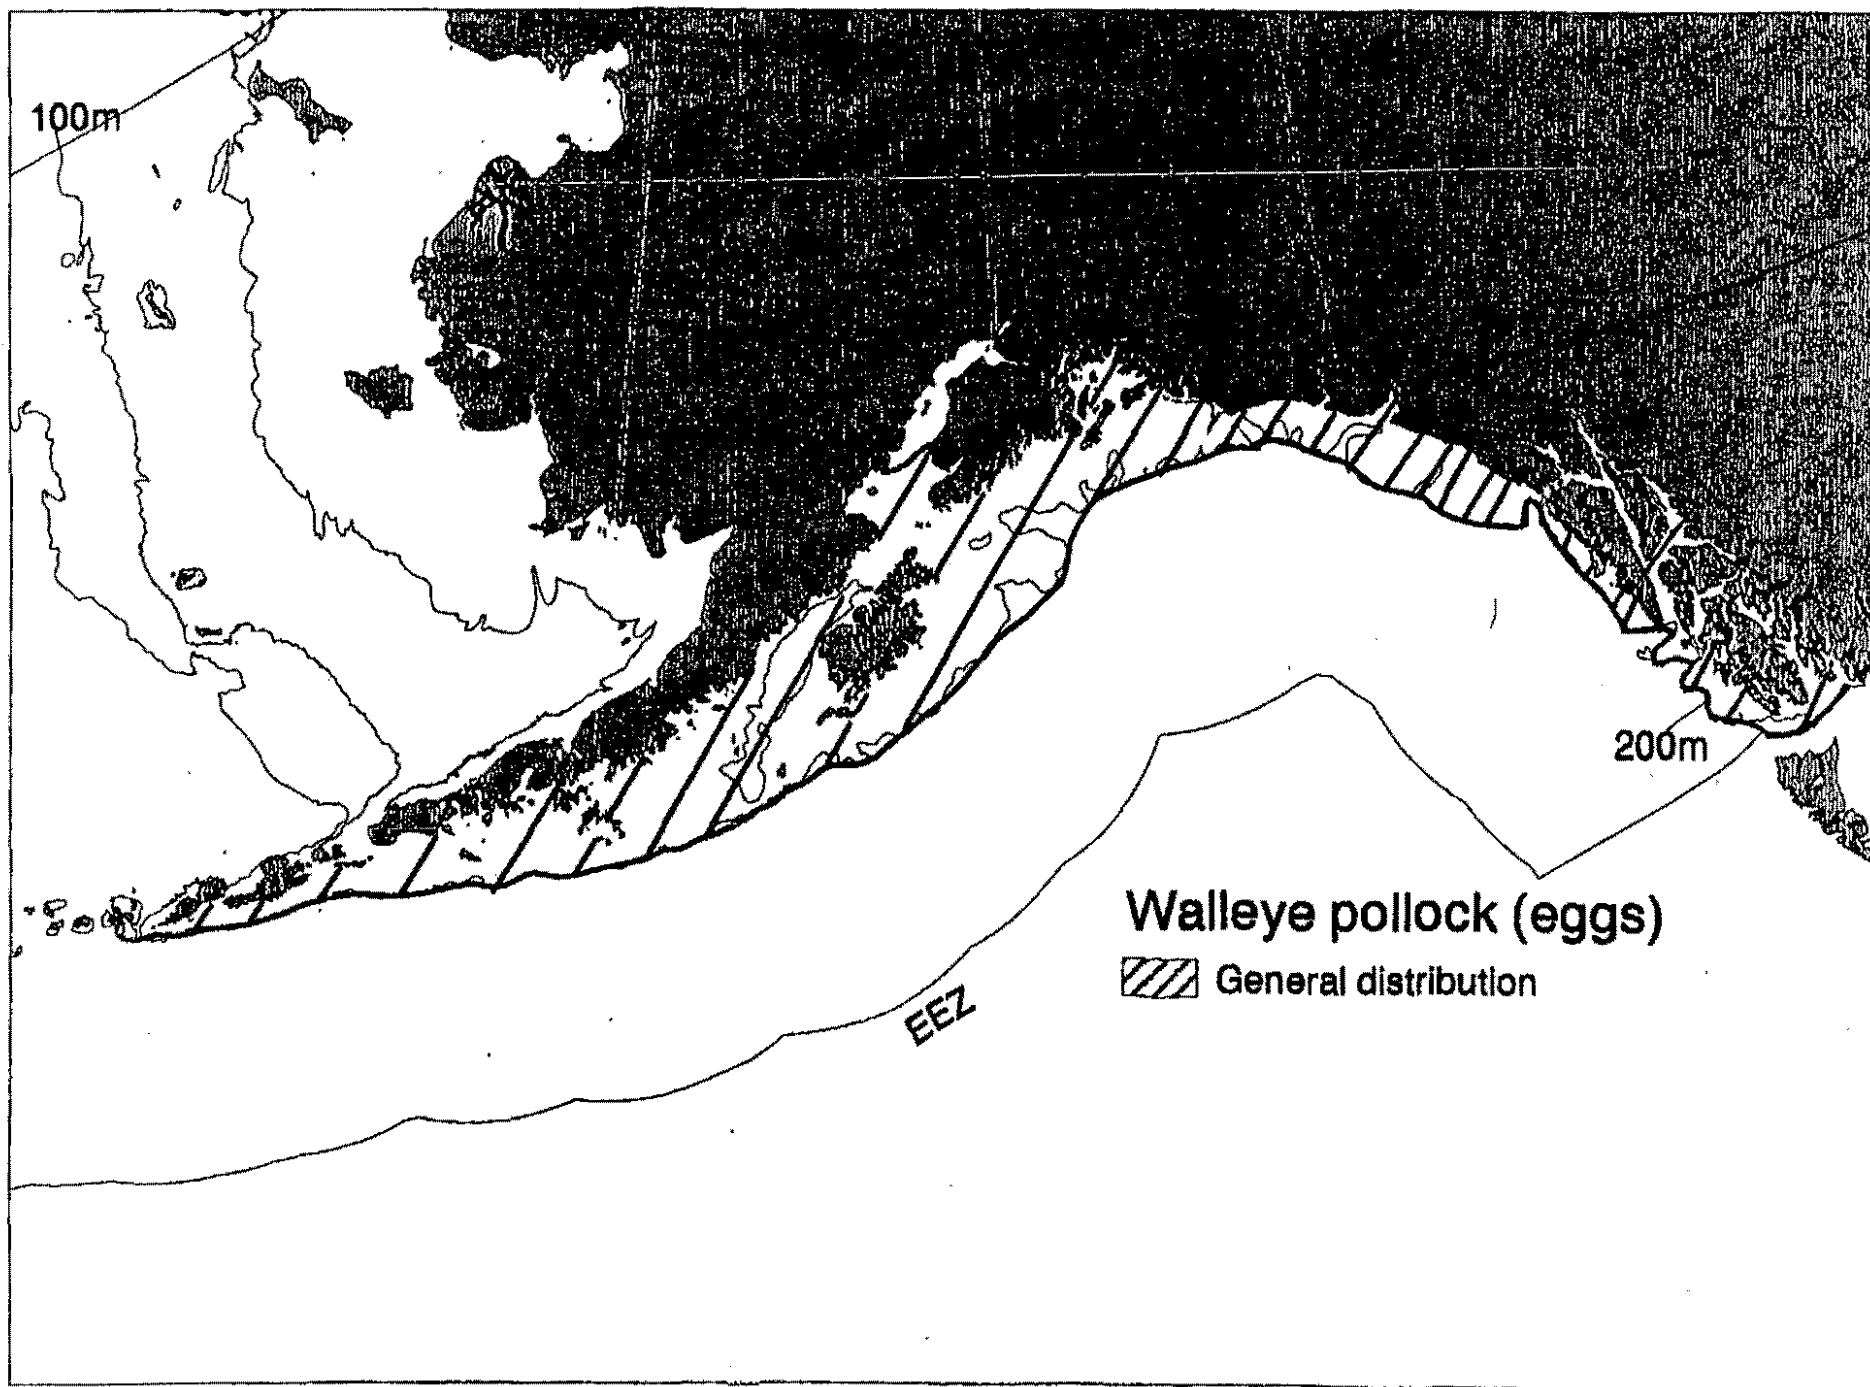 100m
200m
Walleye pollock (eggs)
General distribution
EEZ